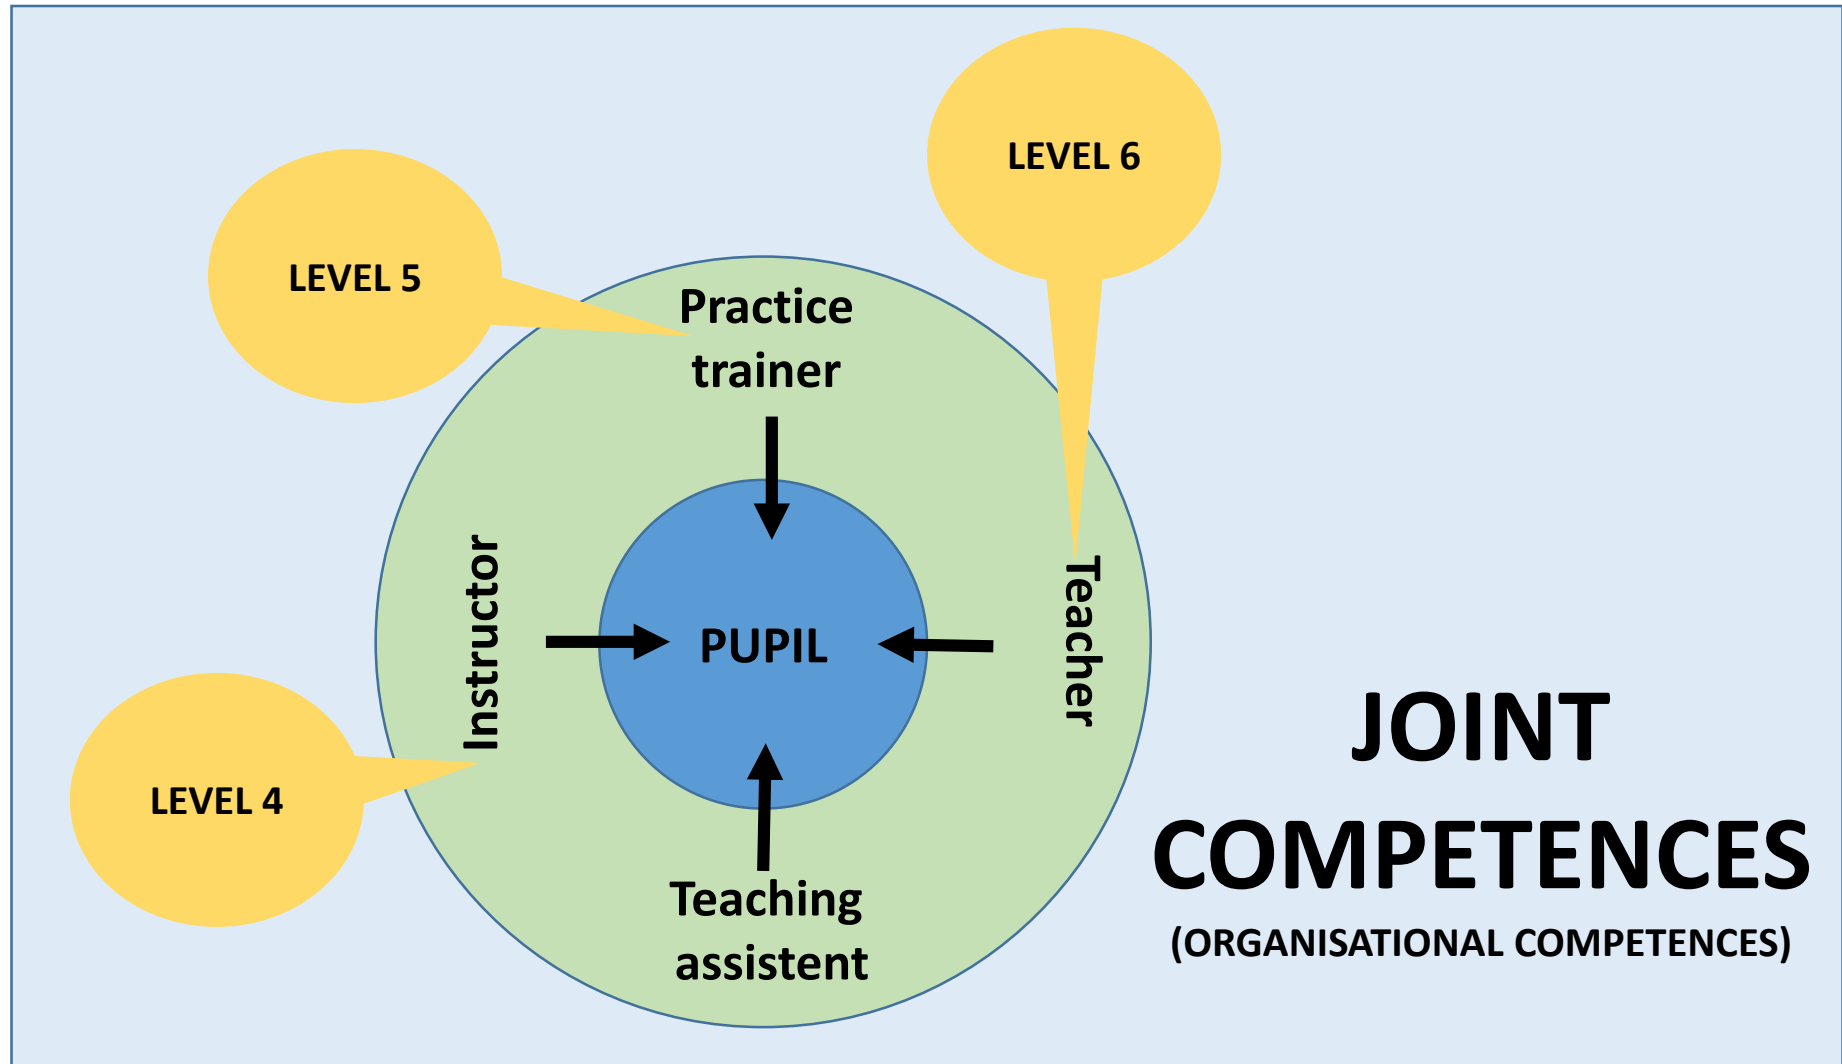 LEVEL 6
LEVEL 5
Practice
trainer
Instructor
PUPIL
Teacher
LEVEL 4
Teaching
assistent
JOINT
COMPETENCES
(ORGANISATIONAL COMPETENCES)